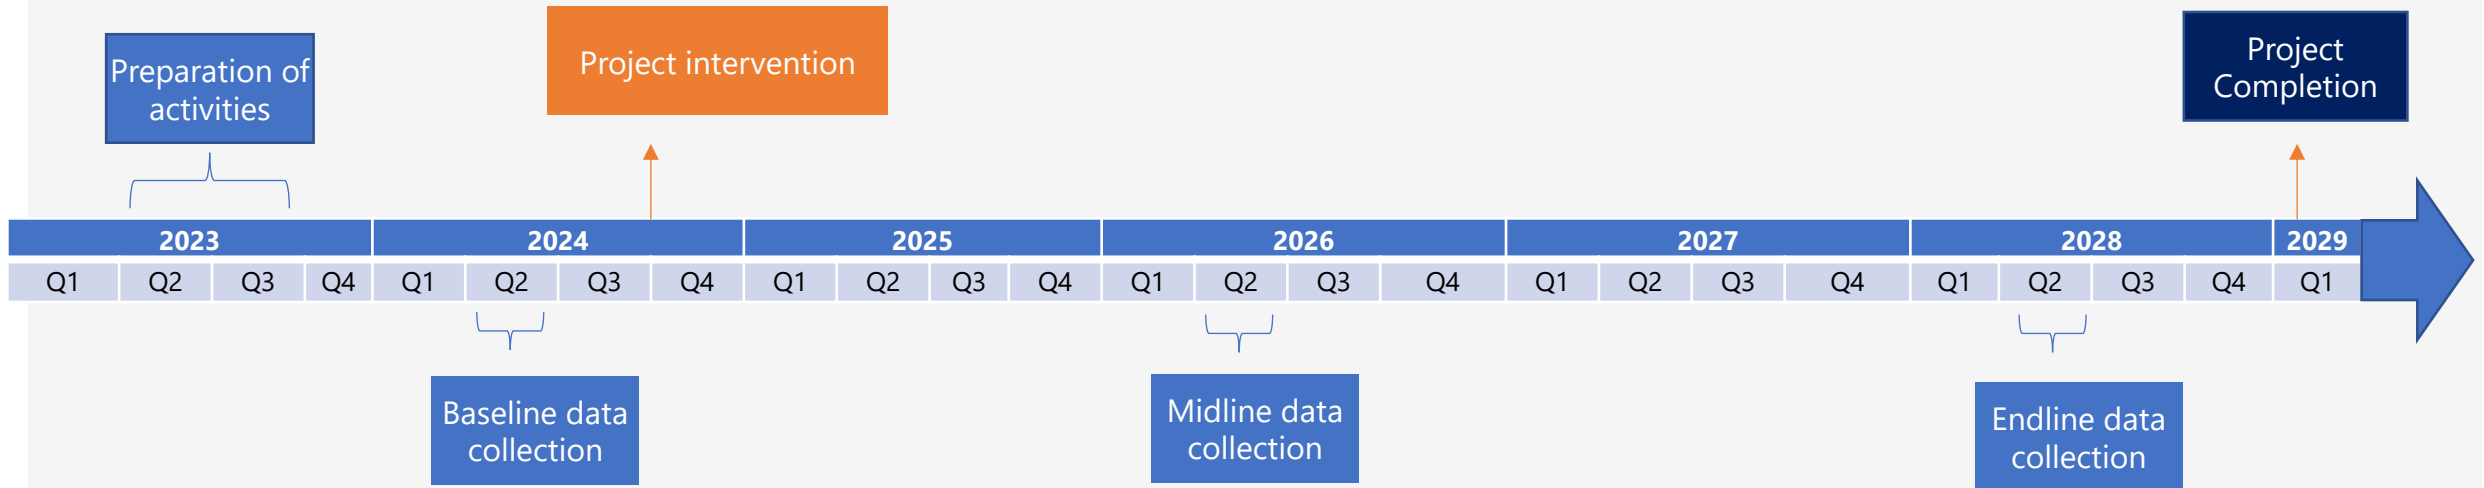 Preparation of
activities
Project intervention
Project
Completion
2023 2024 2025 2026 2027 2028 2029
Q1 Q2 Q3 Q4 Q1 Q2 Q3 Q4 Q1 Q2 Q3 Q4 Q1 Q2 Q3 Q4 Q1 Q2 Q3 Q4 Q1 Q2 Q3 Q4 Q1
Baseline data
collection
Midline data
collection
Endline data
collection